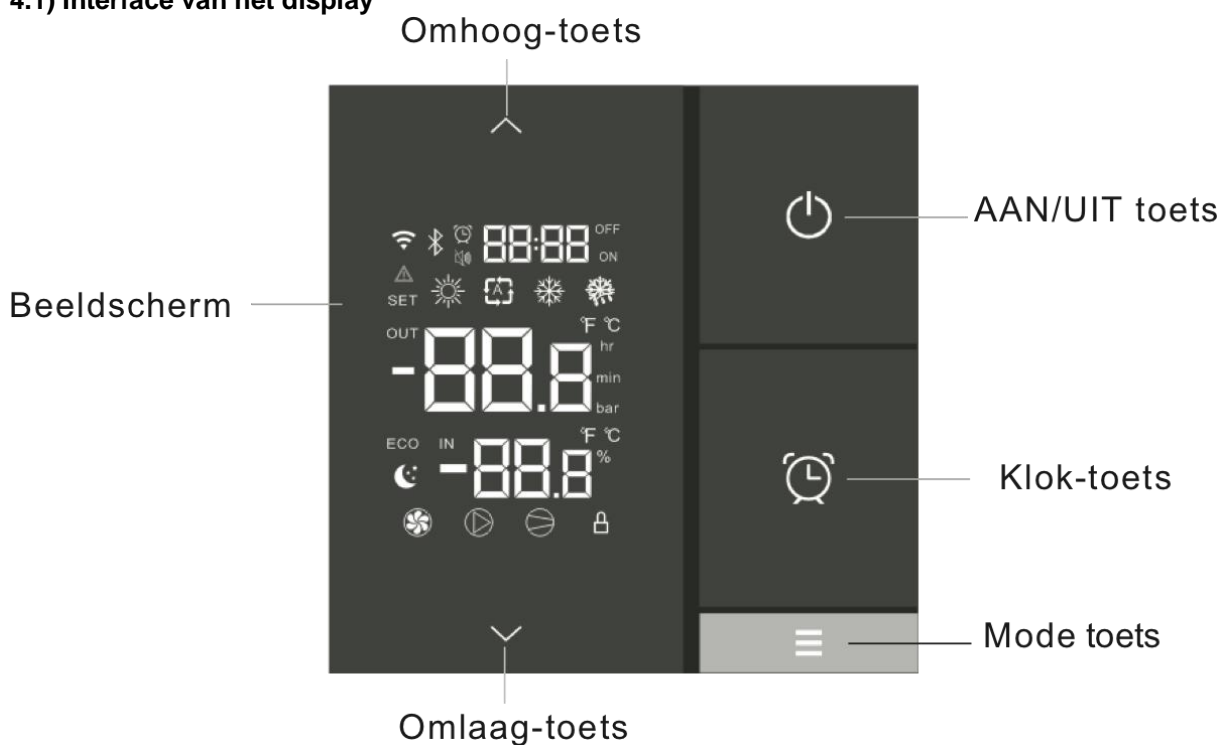 4.1) Interface van het display
Omhoog-toets
AAN/UIT toets
88:88 OFF
ON
Beeldscherm
SET A
°F °C
OUT
-88.8
hr
min
bar
°F °C
ECO IN
-88.8 %
Klok-toets
Mode toets
Omlaag-toets